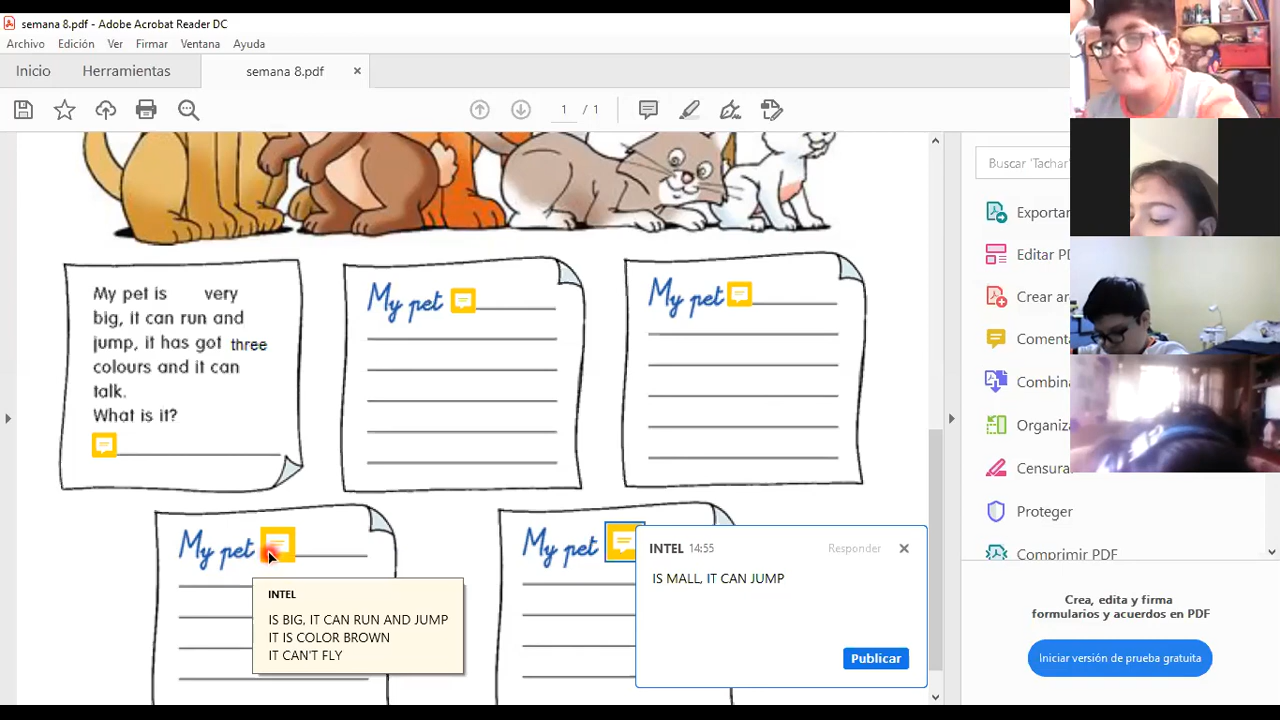 semana 8.pdf - Adobe Acrobat Reader DC
Archivo Edición Ver Firmar Ventana Ayuda
Inicio Herramientas semana 8.pdf ×
1 / 1
My pet is very
big, it can run and
jump, it has got three
colours and it can
talk.
What is it?
My pet
My pet
My pet
My pet
INTEL
IS BIG, IT CAN RUN AND JUMP
IT IS COLOR BROWN
IT CAN'T FLY
INTEL 14:55 Responder
IS MALL, IT CAN JUMP
Publicar
Buscar 'Tachar'
Exportar
Editar PD
Crear ar
Comenta
Combina
Organiza
Censura
Proteger
Comprimir PDF
Crea, edita y firma
formularios y acuerdos en PDF
Iniciar versión de prueba gratuita